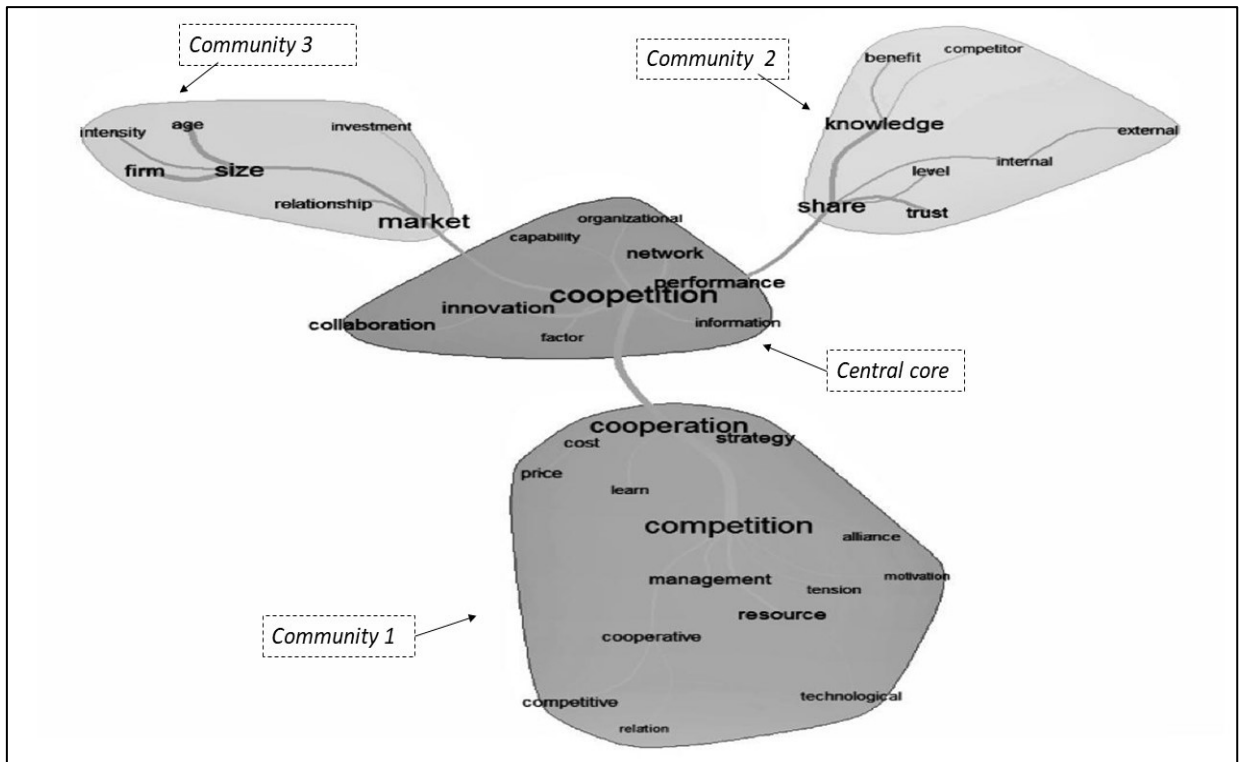 Community 3
Community 2
benefit
competitor
age
intensity
investment
knowledge
external
firm
size
internal
level
relationship
share
trust
market
organizational
capability
network
performance
coopetition
innovation
collaboration
information
factor
Central core
cooperation
strategy
cost
price
learn
competition
alliance
management
motivation
tension
resource
Community 1
cooperative
competitive
technological
relation